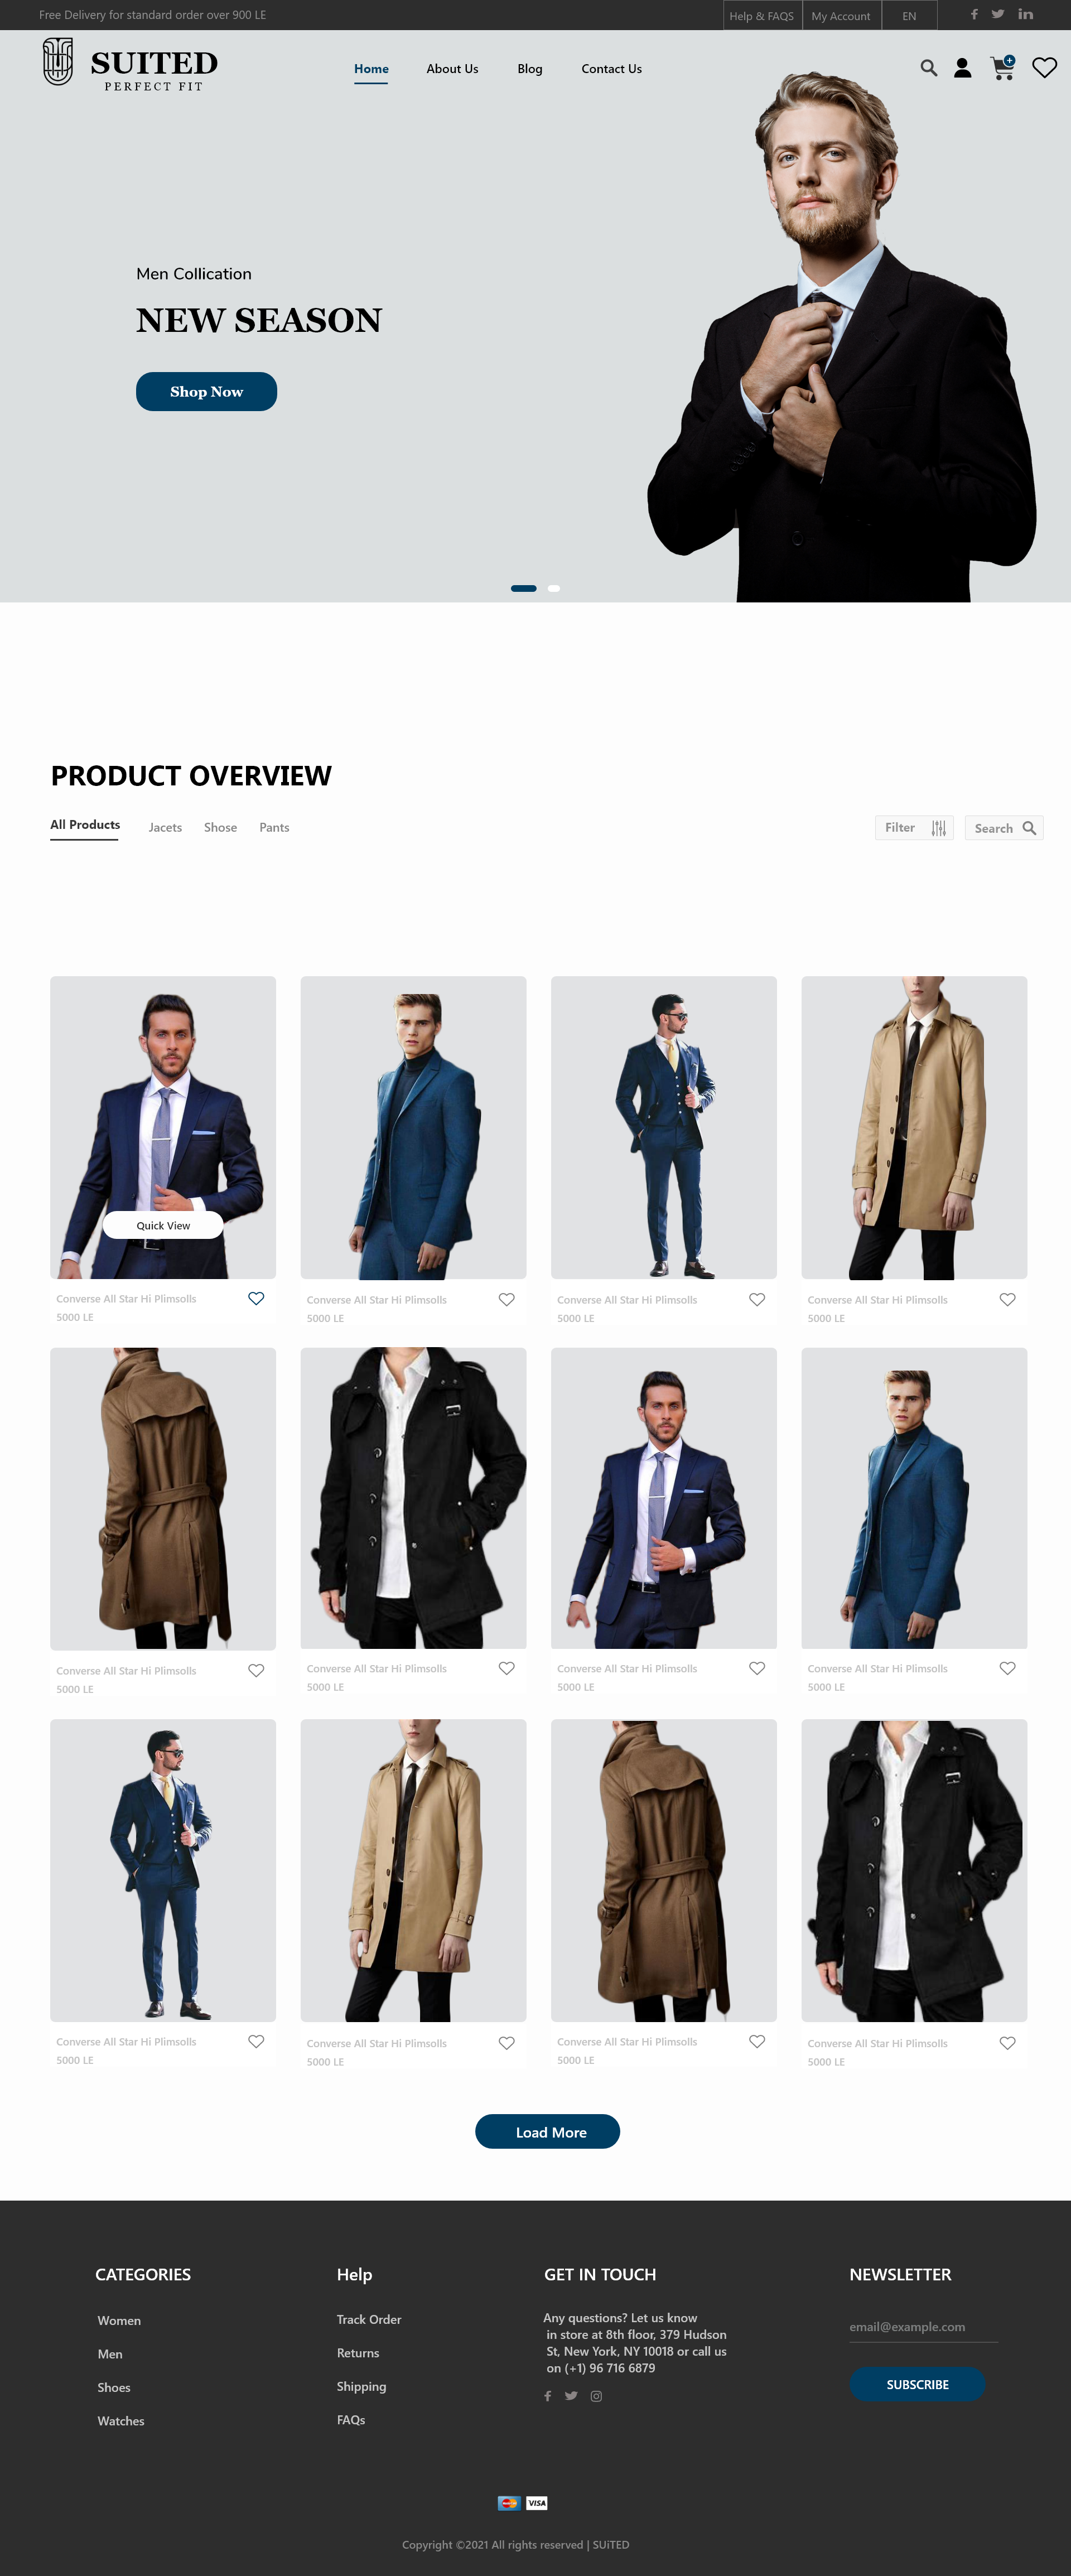 Free Delivery for standard order over 900 LE
Help & FAQS
My Account
EN
SUITED
PERFECT FIT
Home
About Us
Blog
Contact Us
Men Collication
NEW SEASON
Shop Now
PRODUCT OVERVIEW
All Products
Jacets
Shose
Pants
Filter
Search
Quick View
Converse All Star Hi Plimsolls
5000 LE
Converse All Star Hi Plimsolls
5000 LE
Converse All Star Hi Plimsolls
5000 LE
Converse All Star Hi Plimsolls
5000 LE
Converse All Star Hi Plimsolls
5000 LE
Converse All Star Hi Plimsolls
5000 LE
Converse All Star Hi Plimsolls
5000 LE
Converse All Star Hi Plimsolls
5000 LE
Converse All Star Hi Plimsolls
5000 LE
Converse All Star Hi Plimsolls
5000 LE
Converse All Star Hi Plimsolls
5000 LE
Converse All Star Hi Plimsolls
5000 LE
Load More
CATEGORIES
Women
Men
Shoes
Watches
Help
Track Order
Returns
Shipping
FAQs
GET IN TOUCH
Any questions? Let us know
in store at 8th floor, 379 Hudson
St, New York, NY 10018 or call us
on (+1) 96 716 6879
NEWSLETTER
email@example.com
SUBSCRIBE
VISA
Copyright ©2021 All rights reserved | SUiTED